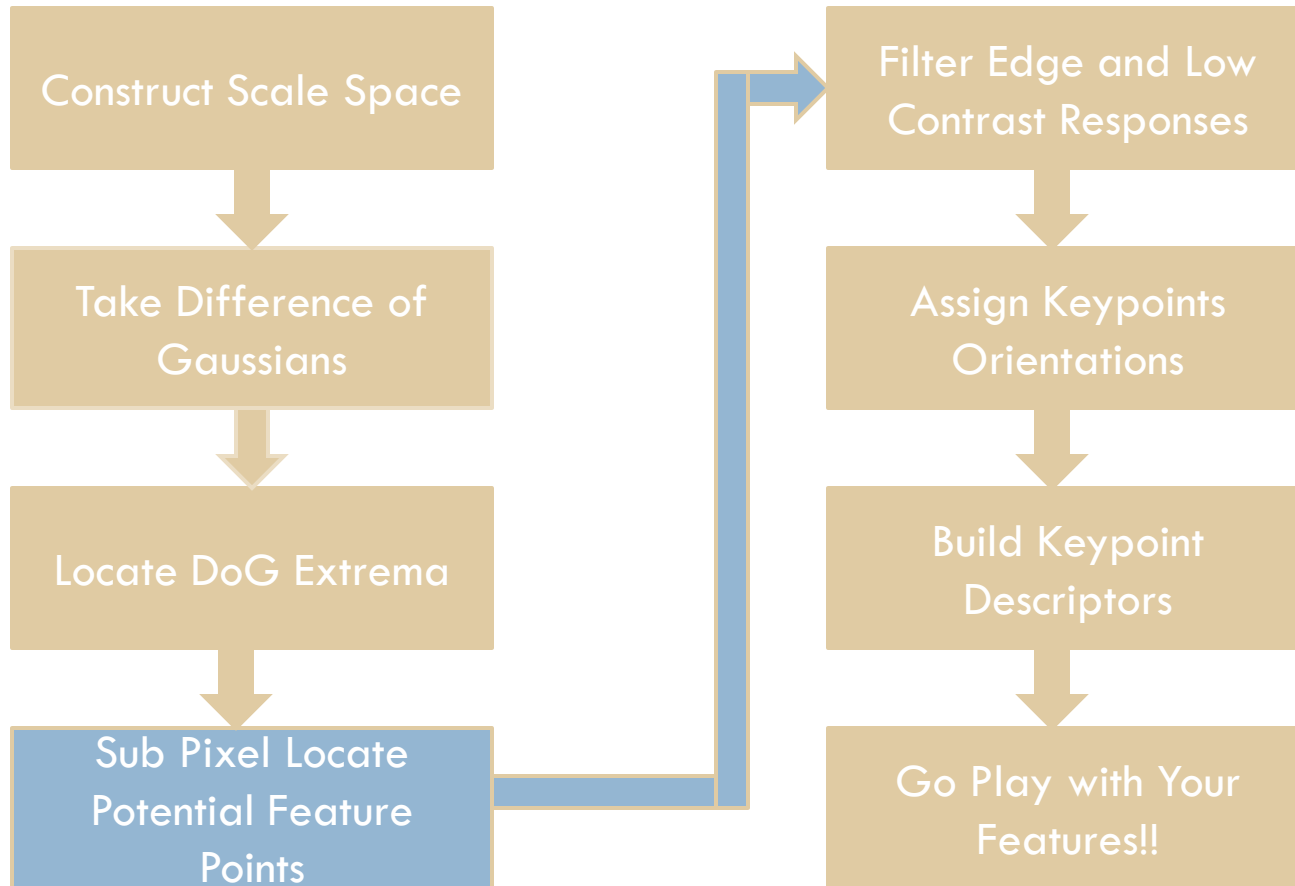 Construct Scale Space
Take Difference of
Gaussians
Locate DoG Extrema
Sub Pixel Locate
Potential Feature
Points
Filter Edge and Low
Contrast Responses
Assign Keypoints
Orientations
Build Keypoint
Descriptors
Go Play with Your
Features!!